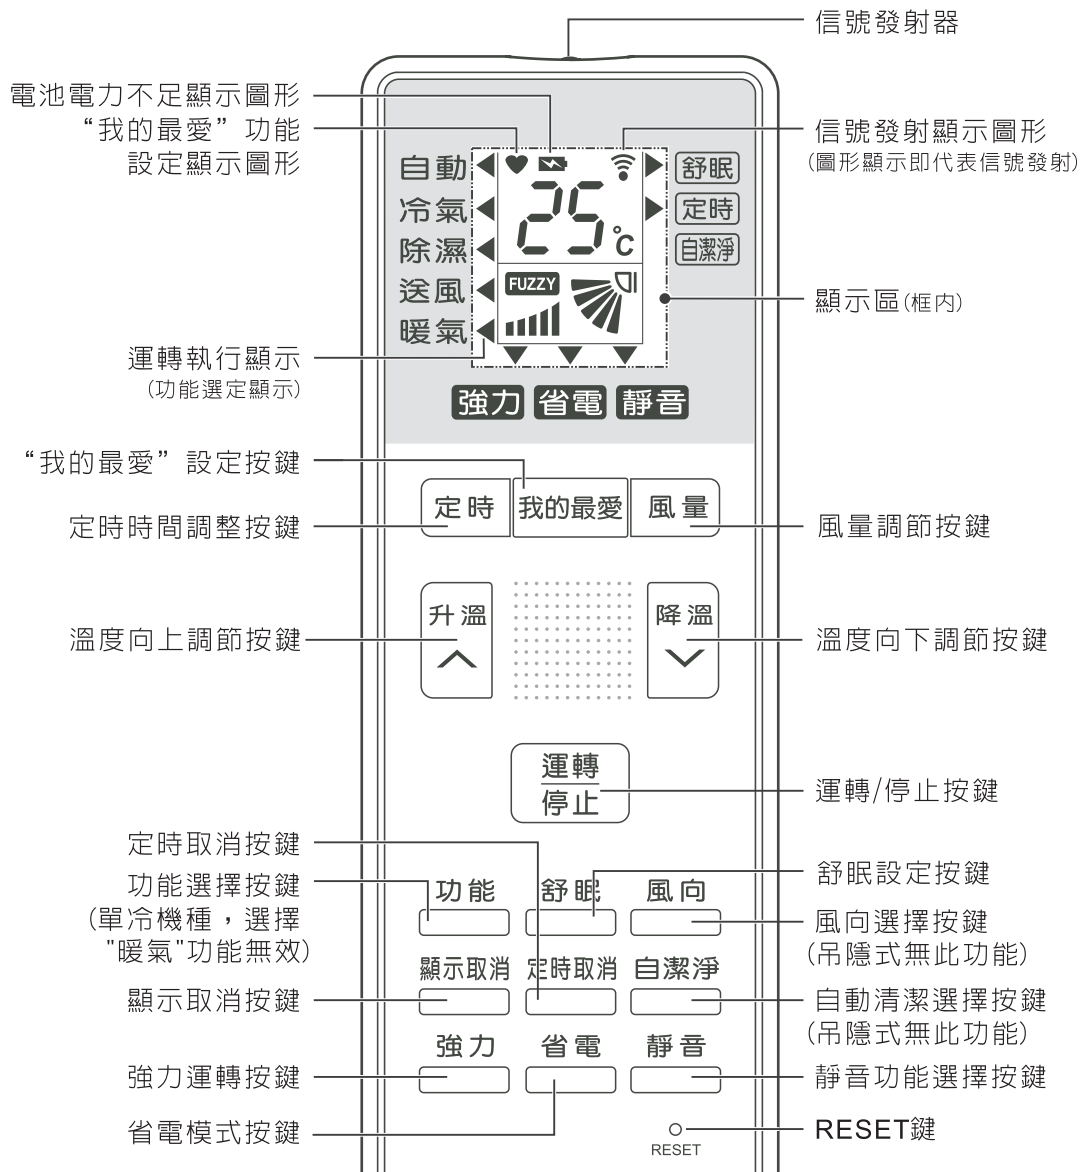 信號發射器
電池電力不足顯示圖形
“我的最愛”功能
設定顯示圖形
信號發射顯示圖形
(圖形顯示即代表信號發射)
自動
冷氣
除濕
送風
暖氣
25℃
FUZZY
舒眠
定時
自潔淨
顯示區(框內)
運轉執行顯示
(功能選定顯示)
強力 省電 靜音
“我的最愛”設定按鍵
定時時間調整按鍵
定時 我的最愛 風量
風量調節按鍵
溫度向上調節按鍵
升溫
降溫
溫度向下調節按鍵
運轉
停止
運轉/停止按鍵
定時取消按鍵
功能選擇按鍵
(單冷機種，選擇
"暖氣"功能無效)
功能 舒眠 風向
舒眠設定按鍵
風向選擇按鍵
(吊隱式無此功能)
顯示取消 定時取消 自潔淨
顯示取消按鍵
自動清潔選擇按鍵
(吊隱式無此功能)
強力 省電 靜音
強力運轉按鍵
靜音功能選擇按鍵
省電模式按鍵
RESET
RESET鍵